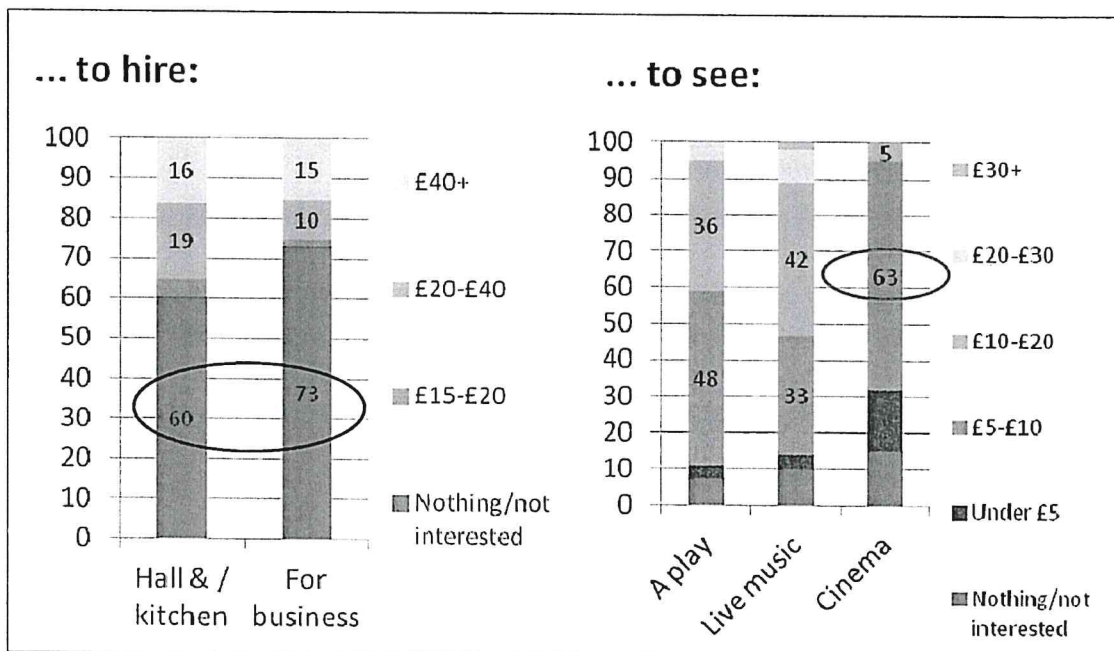 ... to hire:
100
90
80
70
60
50
40
30
20
10
0
16
19
60
15
10
73
Hall & /
kitchen
For
business
£40+
£20-£40
£15-£20
Nothing/not
interested
... to see:
100
90
80
70
60
50
40
30
20
10
0
36
48
42
33
5
63
A play
Live music
Cinema
£30+
£20-£30
£10-£20
£5-£10
Under £5
Nothing/not
interested